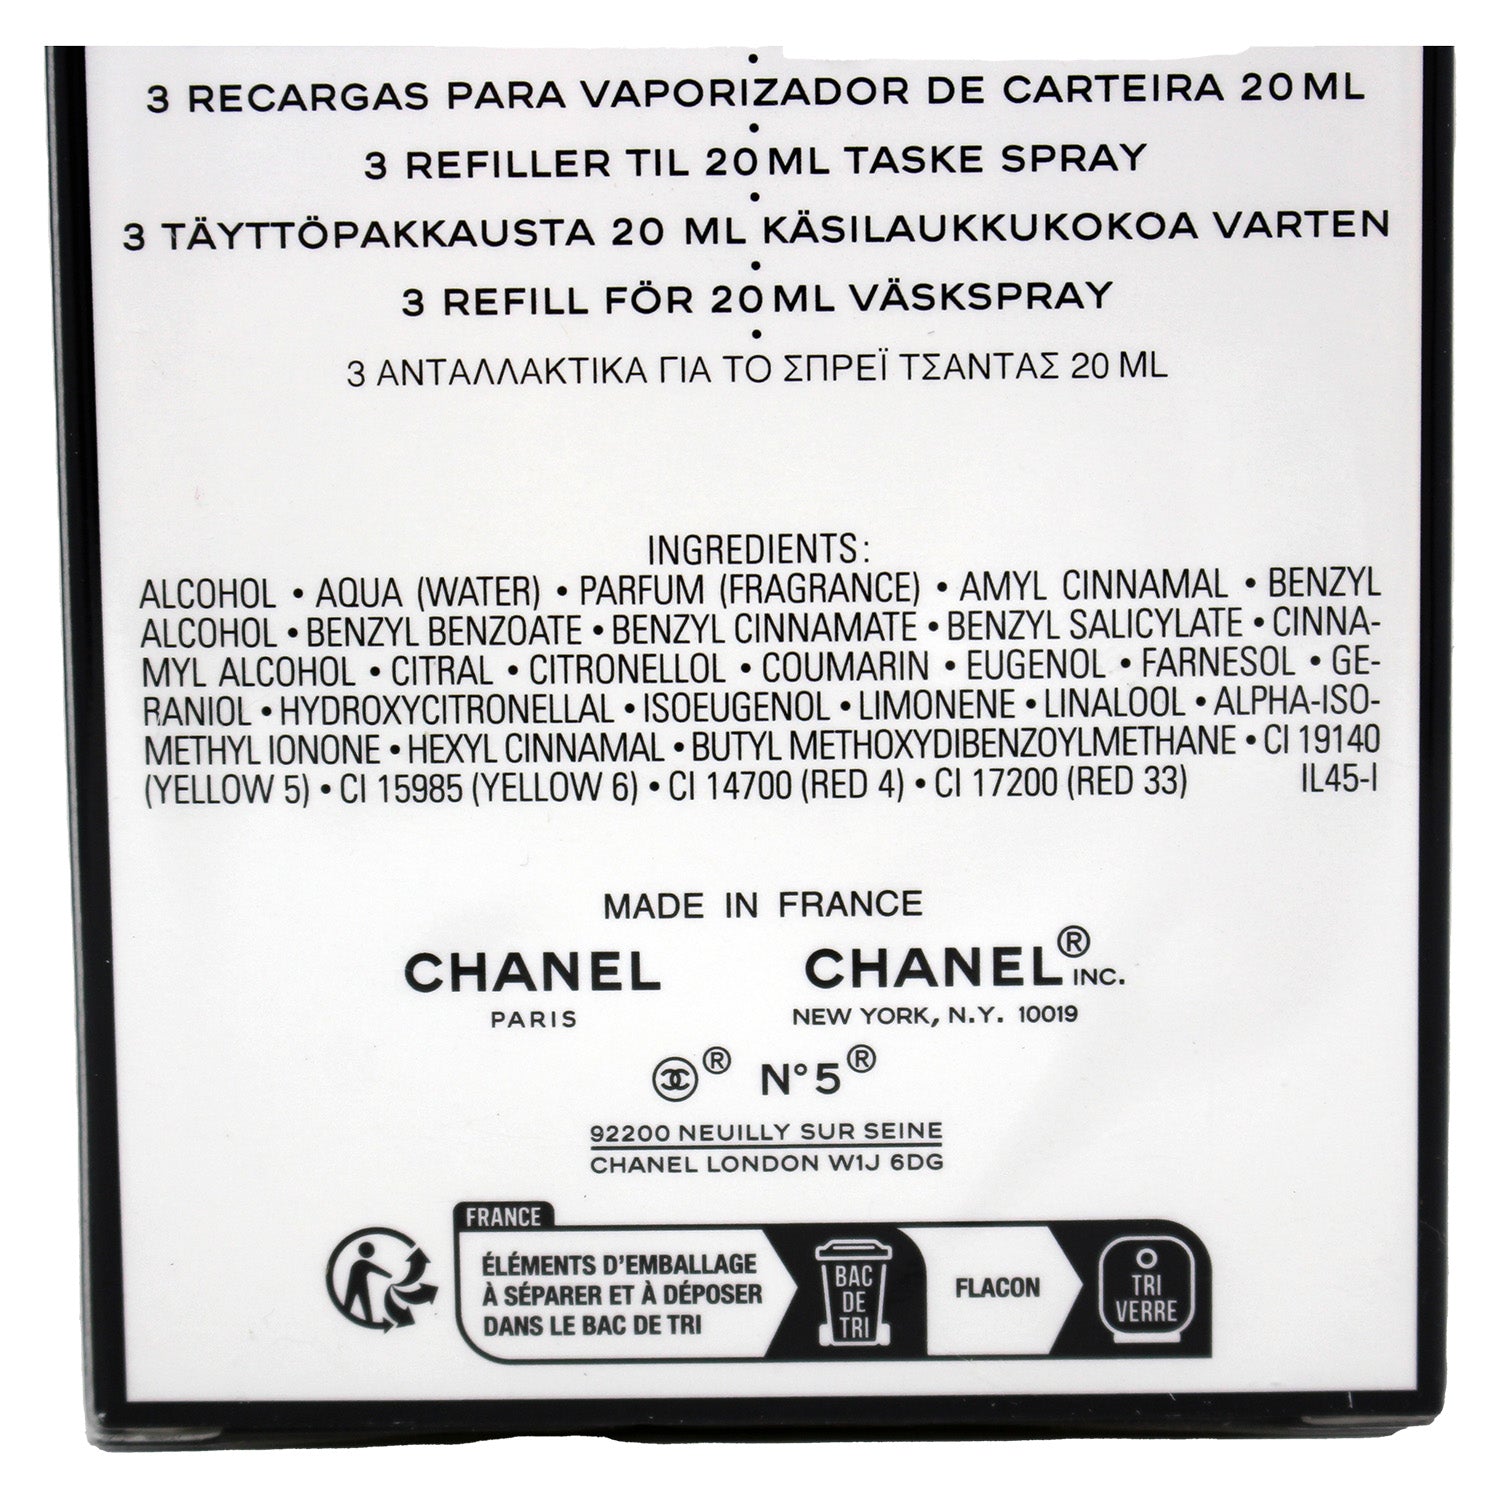 3 RECARGAS PARA VAPORIZADOR DE CARTEIRA 20 ML
•
3 REFILLER TIL 20 ML TASKE SPRAY
•
3 TÄYTTÖPAKKAUSTA 20 ML KÄSILAUKKUKOKOA VARTEN
•
3 REFILL FÖR 20 ML VÄSKSPRAY
•
3 ΑΝΤΑΛΛΑΚΤΙΚΑ ΓΙΑ ΤΟ ΣΠΡΕΪ ΤΣΑΝΤΑΣ 20 ML
INGREDIENTS:
ALCOHOL • AQUA (WATER) • PARFUM (FRAGRANCE) • AMYL CINNAMAL • BENZYL
ALCOHOL • BENZYL BENZOATE • BENZYL CINNAMATE • BENZYL SALICYLATE • CINNA-
MYL ALCOHOL • CITRAL • CITRONELLOL • COUMARIN • EUGENOL • FARNESOL • GE-
RANIOL • HYDROXYCITRONELLAL • ISOEUGENOL • LIMONENE • LINALOOL • ALPHA-ISO-
METHYL IONONE • HEXYL CINNAMAL • BUTYL METHOXYDIBENZOYLMETHANE • CI 19140
(YELLOW 5) • CI 15985 (YELLOW 6) • CI 14700 (RED 4) • CI 17200 (RED 33) IL45-I
MADE IN FRANCE
CHANEL CHANEL® INC.
PARIS NEW YORK, N.Y. 10019
® N°5®
92200 NEUILLY SUR SEINE
CHANEL LONDON W1J 6DG
FRANCE
ÉLÉMENTS D'EMBALLAGE
À SÉPARER ET À DÉPOSER
DANS LE BAC DE TRI
BAC
DE
TRI
FLACON
TRI
VERRE